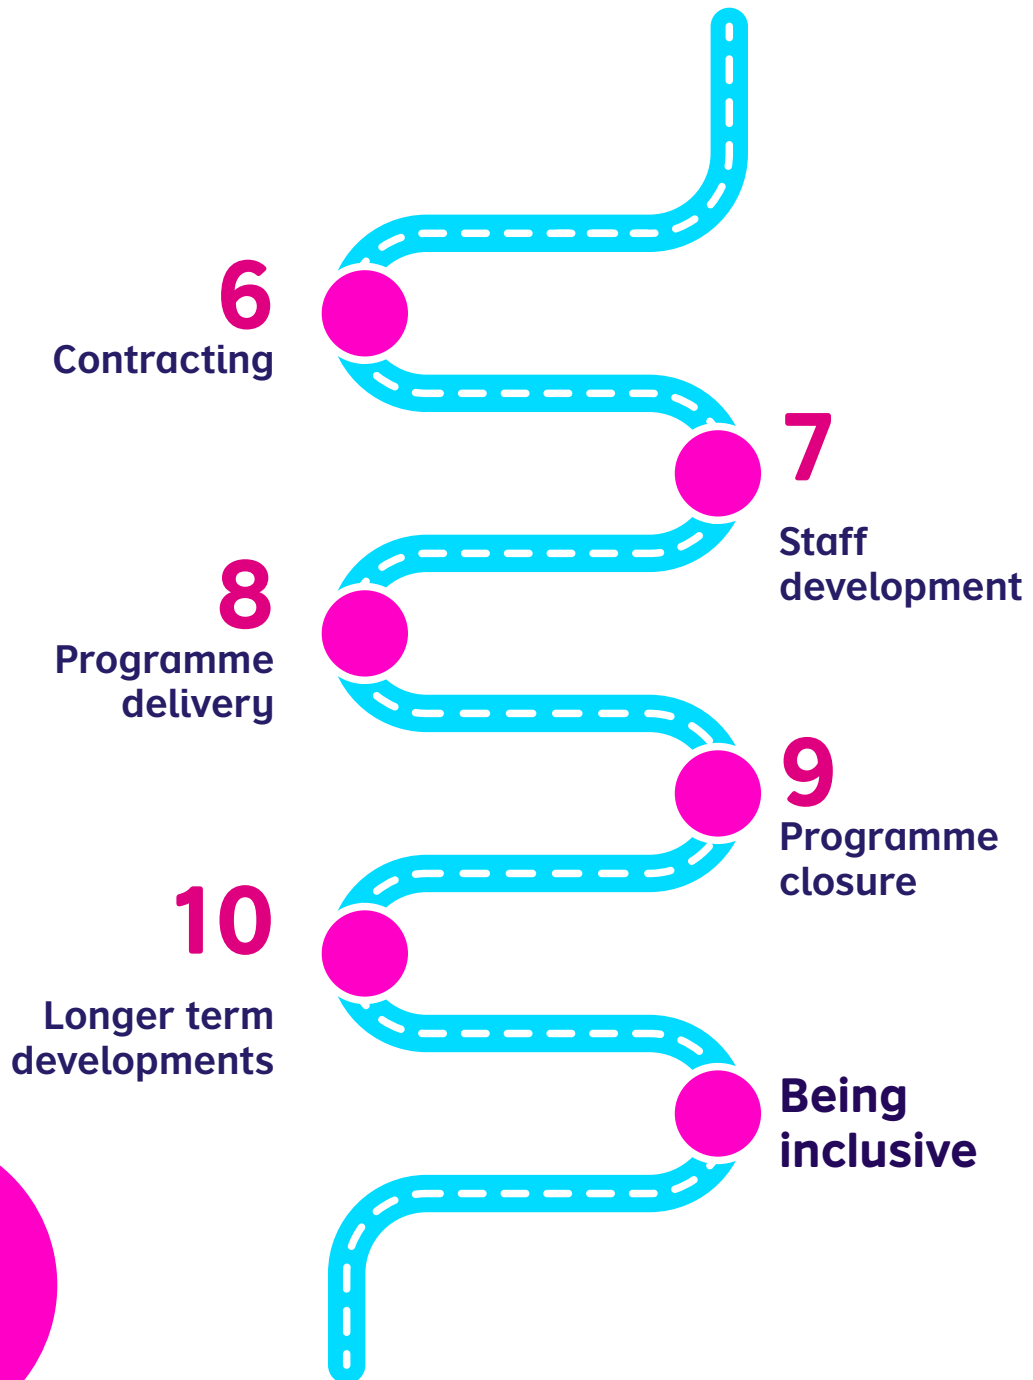 6
Contracting
7
Staff
development
8
Programme
delivery
9
Programme
closure
10
Longer term
developments
Being
inclusive